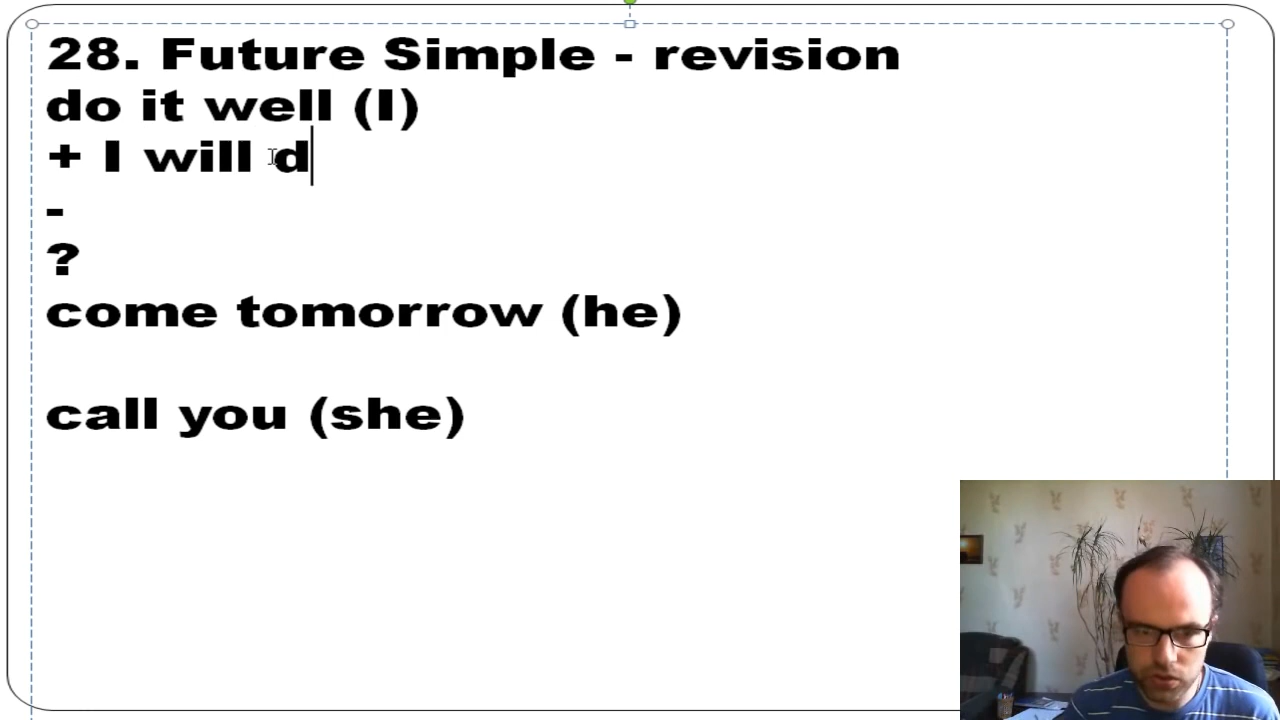 28. Future Simple - revision
do it well (I)
+ I will d
-
?
come tomorrow (he)
call you (she)